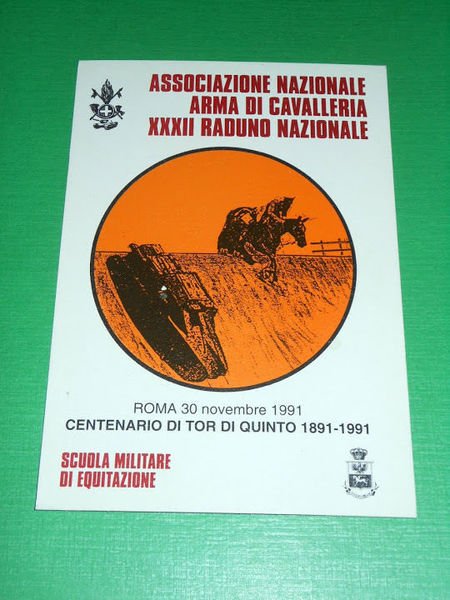 ASSOCIAZIONE NAZIONALE
ARMA DI CAVALLERIA
XXXII RADUNO NAZIONALE
ROMA 30 novembre 1991
CENTENARIO DI TOR DI QUINTO 1891-1991
SCUOLA MILITARE
DI EQUITAZIONE